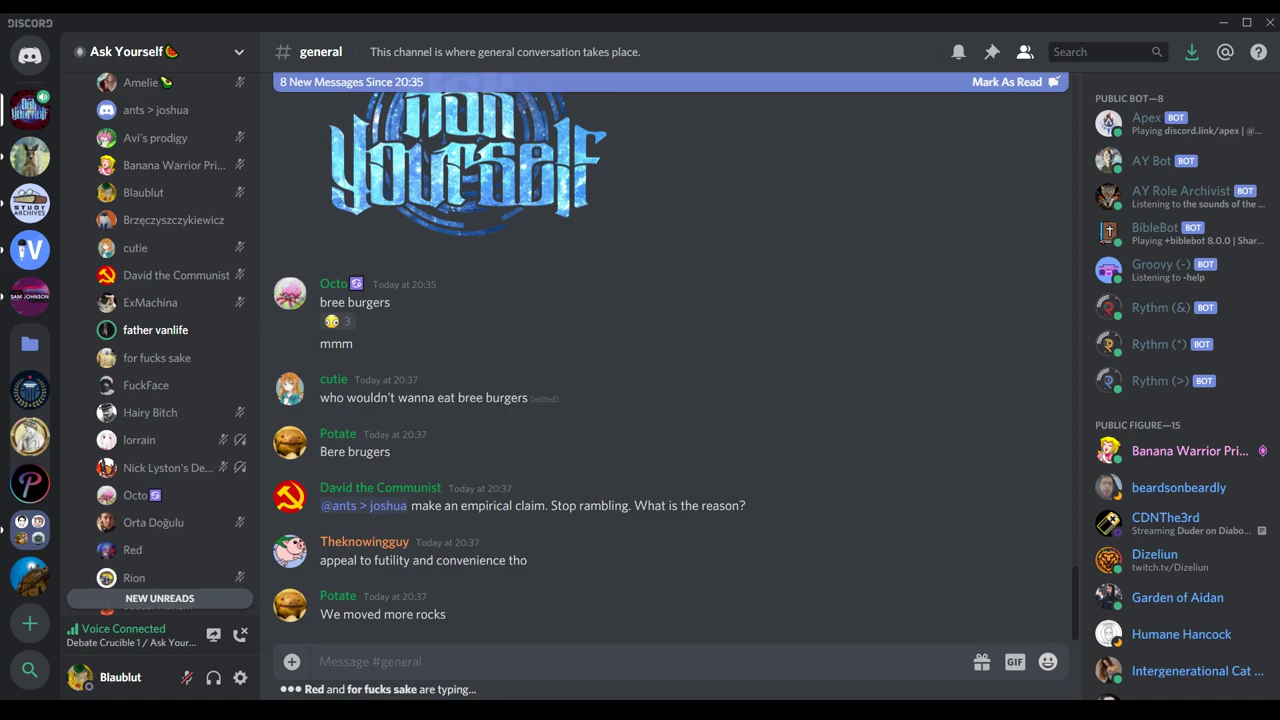 DISCORD
Ask Yourself🍉
Amelie🥑
ants > joshua
Avi's prodigy
Banana Warrior Pri...
Blaublut
Brzęczyszczykiewicz
cutie
David the Communist
ExMachina
father vanlife
for fucks sake
FuckFace
Hairy Bitch
lorrain
Nick Lyston's De...
Octo♋
Orta Doğulu
Red
Rion
NEW UNREADS
Voice Connected
Debate Crucible 1 / Ask Your...
Blaublut
SAM JOHNSON
STUDY
ARCHIVES
# general
This channel is where general conversation takes place.
Search
8 New Messages Since 20:35
Mark As Read
Ask
Yourself
Octo♋ Today at 20:35
bree burgers
3
mmm
cutie Today at 20:37
who wouldn't wanna eat bree burgers (edited)
Potate Today at 20:37
Bere brugers
David the Communist Today at 20:37
@ants > joshua make an empirical claim. Stop rambling. What is the reason?
Theknowingguy Today at 20:37
appeal to futility and convenience tho
Potate Today at 20:37
We moved more rocks
Message #general
GIF
Red and for fucks sake are typing...
PUBLIC BOT—8
Apex BOT
Playing discord.link/apex | @...
AY Bot BOT
AY Role Archivist BOT
Listening to the sounds of the ...
BibleBot BOT
Playing +biblebot 8.0.0 | Shar...
Groovy (-) BOT
Listening to -help
Rythm (&) BOT
Rythm (*) BOT
Rythm (>) BOT
PUBLIC FIGURE—15
Banana Warrior Pri...
beardsonbeardly
CDNThe3rd
Streaming Duder on Diabo...
Dizeliun
twitch.tv/Dizeliun
Garden of Aidan
Humane Hancock
Intergenerational Cat ...